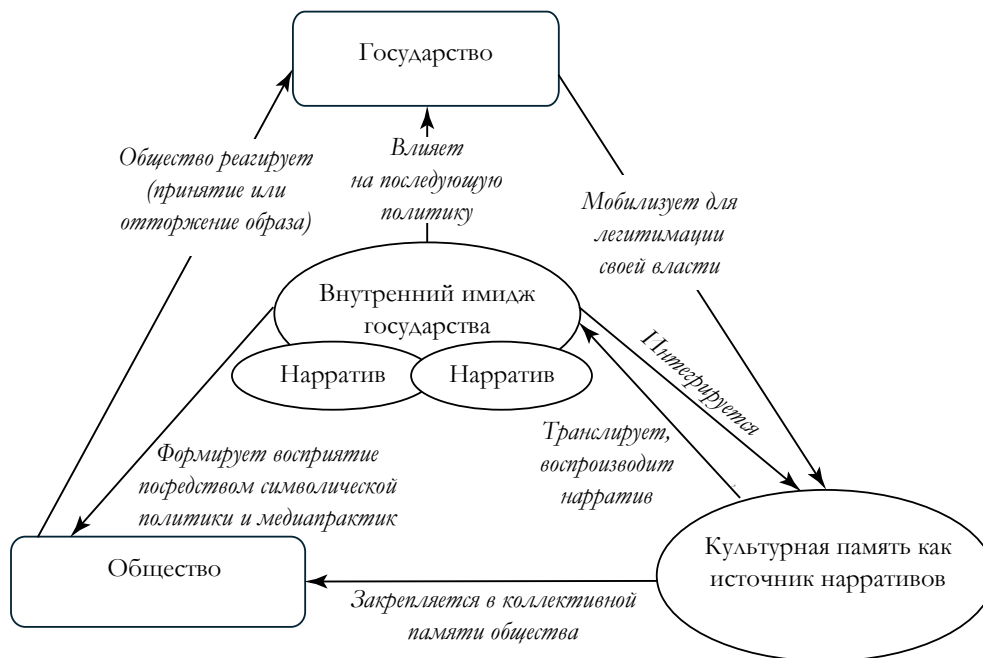 Государство
Общество реагирует
(принятие или
отторжение образа)
Влияет
на последующую
политику
Мобилизует для
легитимации
своей власти
Внутренний имидж
государства
Нарратив
Нарратив
Интегрируется
Транслирует,
воспроизводит
нарратив
Формирует восприятие
посредством символической
политики и медиапрактик
Общество
Культурная память как
источник нарративов
Закрепляется в коллективной
памяти общества